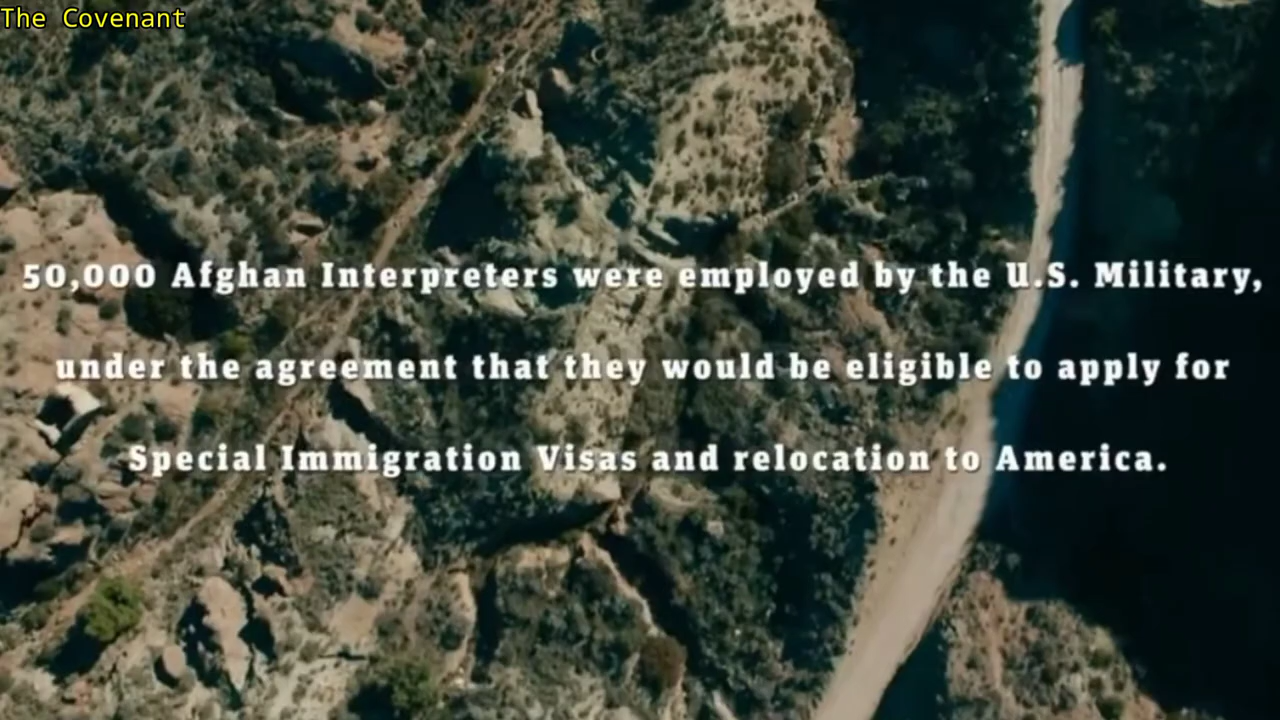 The Covenant
50,000 Afghan Interpreters were employed by the U.S. Military,
under the agreement that they would be eligible to apply for
Special Immigration Visas and relocation to America.